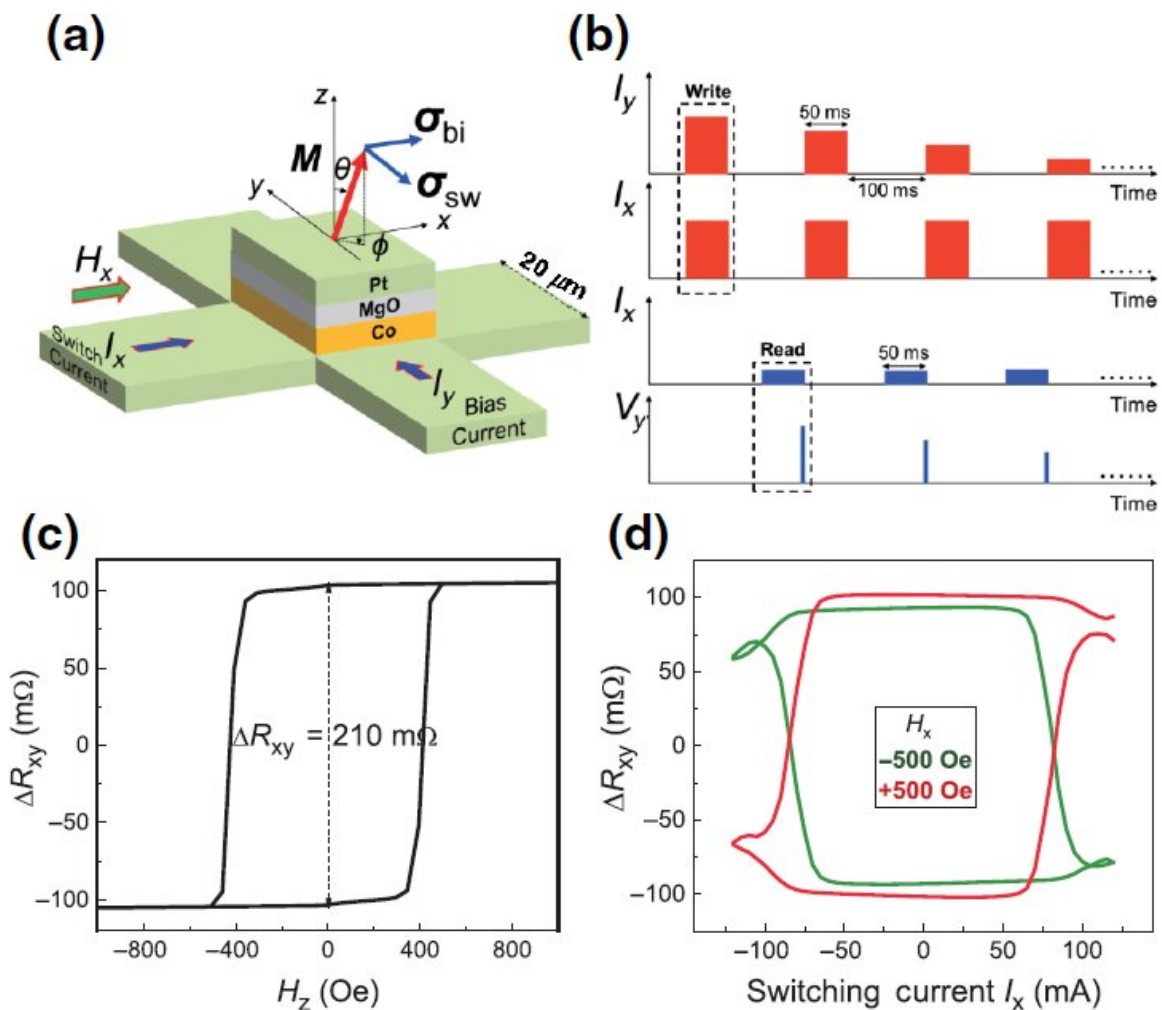 (a)
z
M
θ
σbi
σsw
y
x
ϕ
Hx
Pt
MgO
Co
20 μm
Switch
Current
Ix
Iy
Bias
Current
(b)
Iy
Write
50 ms
100 ms
......
Time
Ix
......
Time
Ix
Read
50 ms
......
Time
Vy
......
Time
(c)
ΔRxy (mΩ)
100
50
0
−50
−100
ΔRxy = 210 mΩ
−800 −400 0 400 800
Hz (Oe)
(d)
ΔRxy (mΩ)
100
50
0
−50
−100
Hx
−500 Oe
+500 Oe
−100 −50 0 50 100
Switching current Ix (mA)